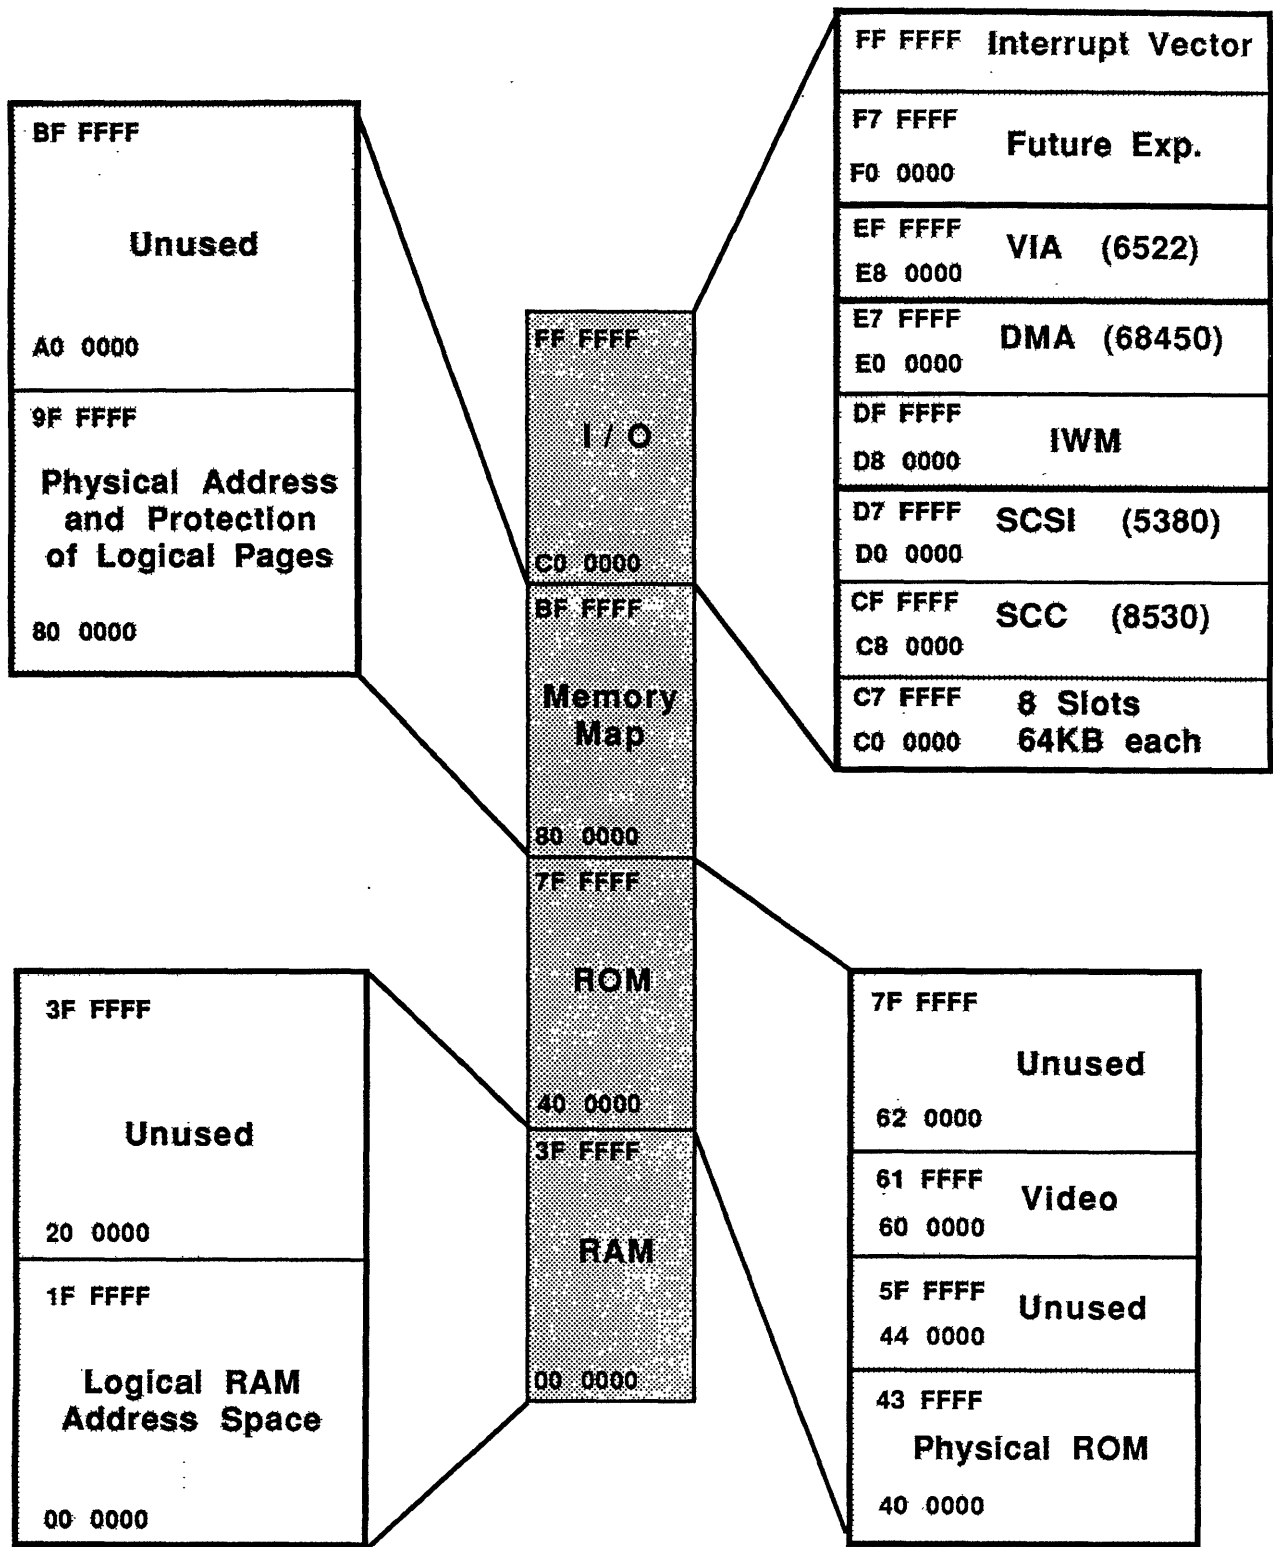 BF FFFF
Unused
A0 0000
9F FFFF
Physical Address
and Protection
of Logical Pages
80 0000
FF FFFF
I / O
C0 0000
BF FFFF
Memory
Map
80 0000
7F FFFF
ROM
40 0000
3F FFFF
RAM
00 0000
FF FFFF Interrupt Vector
F7 FFFF
Future Exp.
F0 0000
EF FFFF
VIA (6522)
E8 0000
E7 FFFF
DMA (68450)
E0 0000
DF FFFF
IWM
D8 0000
D7 FFFF
SCSI (5380)
D0 0000
CF FFFF
SCC (8530)
C8 0000
C7 FFFF 8 Slots
C0 0000 64KB each
3F FFFF
Unused
20 0000
1F FFFF
Logical RAM
Address Space
00 0000
7F FFFF
Unused
62 0000
61 FFFF
Video
60 0000
5F FFFF
Unused
44 0000
43 FFFF
Physical ROM
40 0000